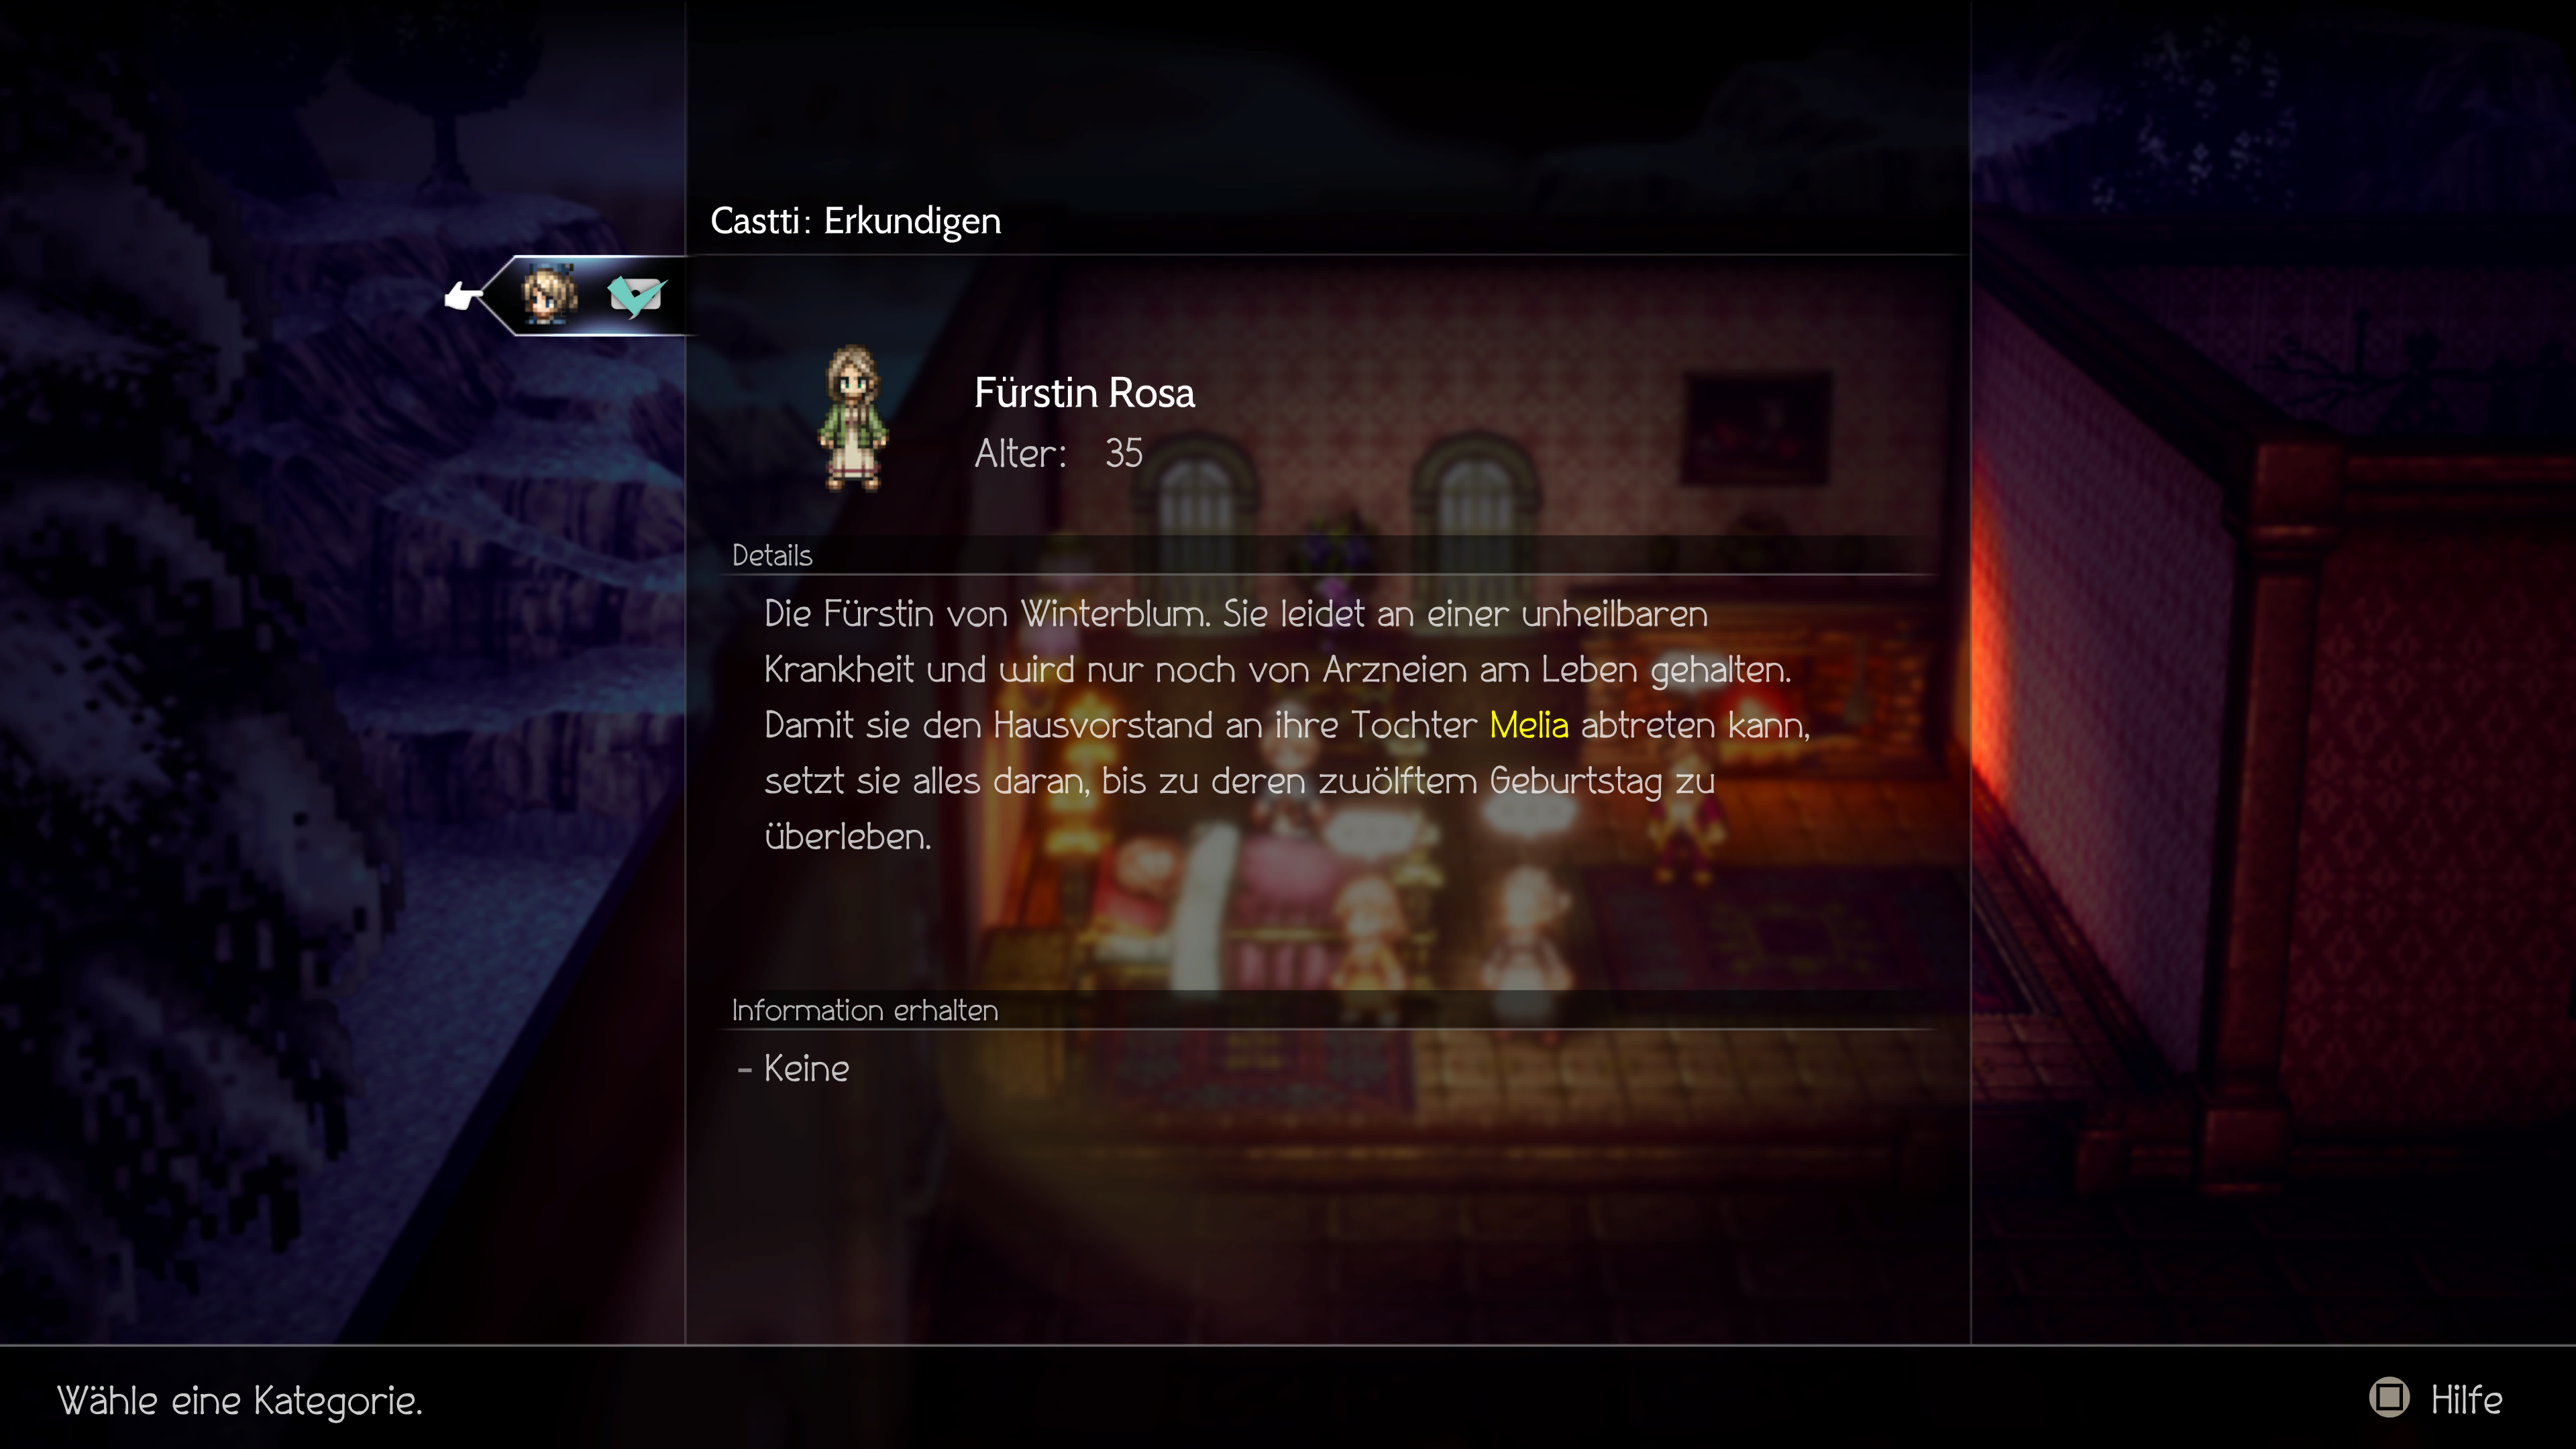 Castti: Erkundigen
Fürstin Rosa
Alter: 35
Details
Die Fürstin von Winterblum. Sie leidet an einer unheilbaren
Krankheit und wird nur noch von Arzneien am Leben gehalten.
Damit sie den Hausvorstand an ihre Tochter Melia abtreten kann,
setzt sie alles daran, bis zu deren zwölftem Geburtstag zu
überleben.
Information erhalten
- Keine
Wähle eine Kategorie.
Hilfe